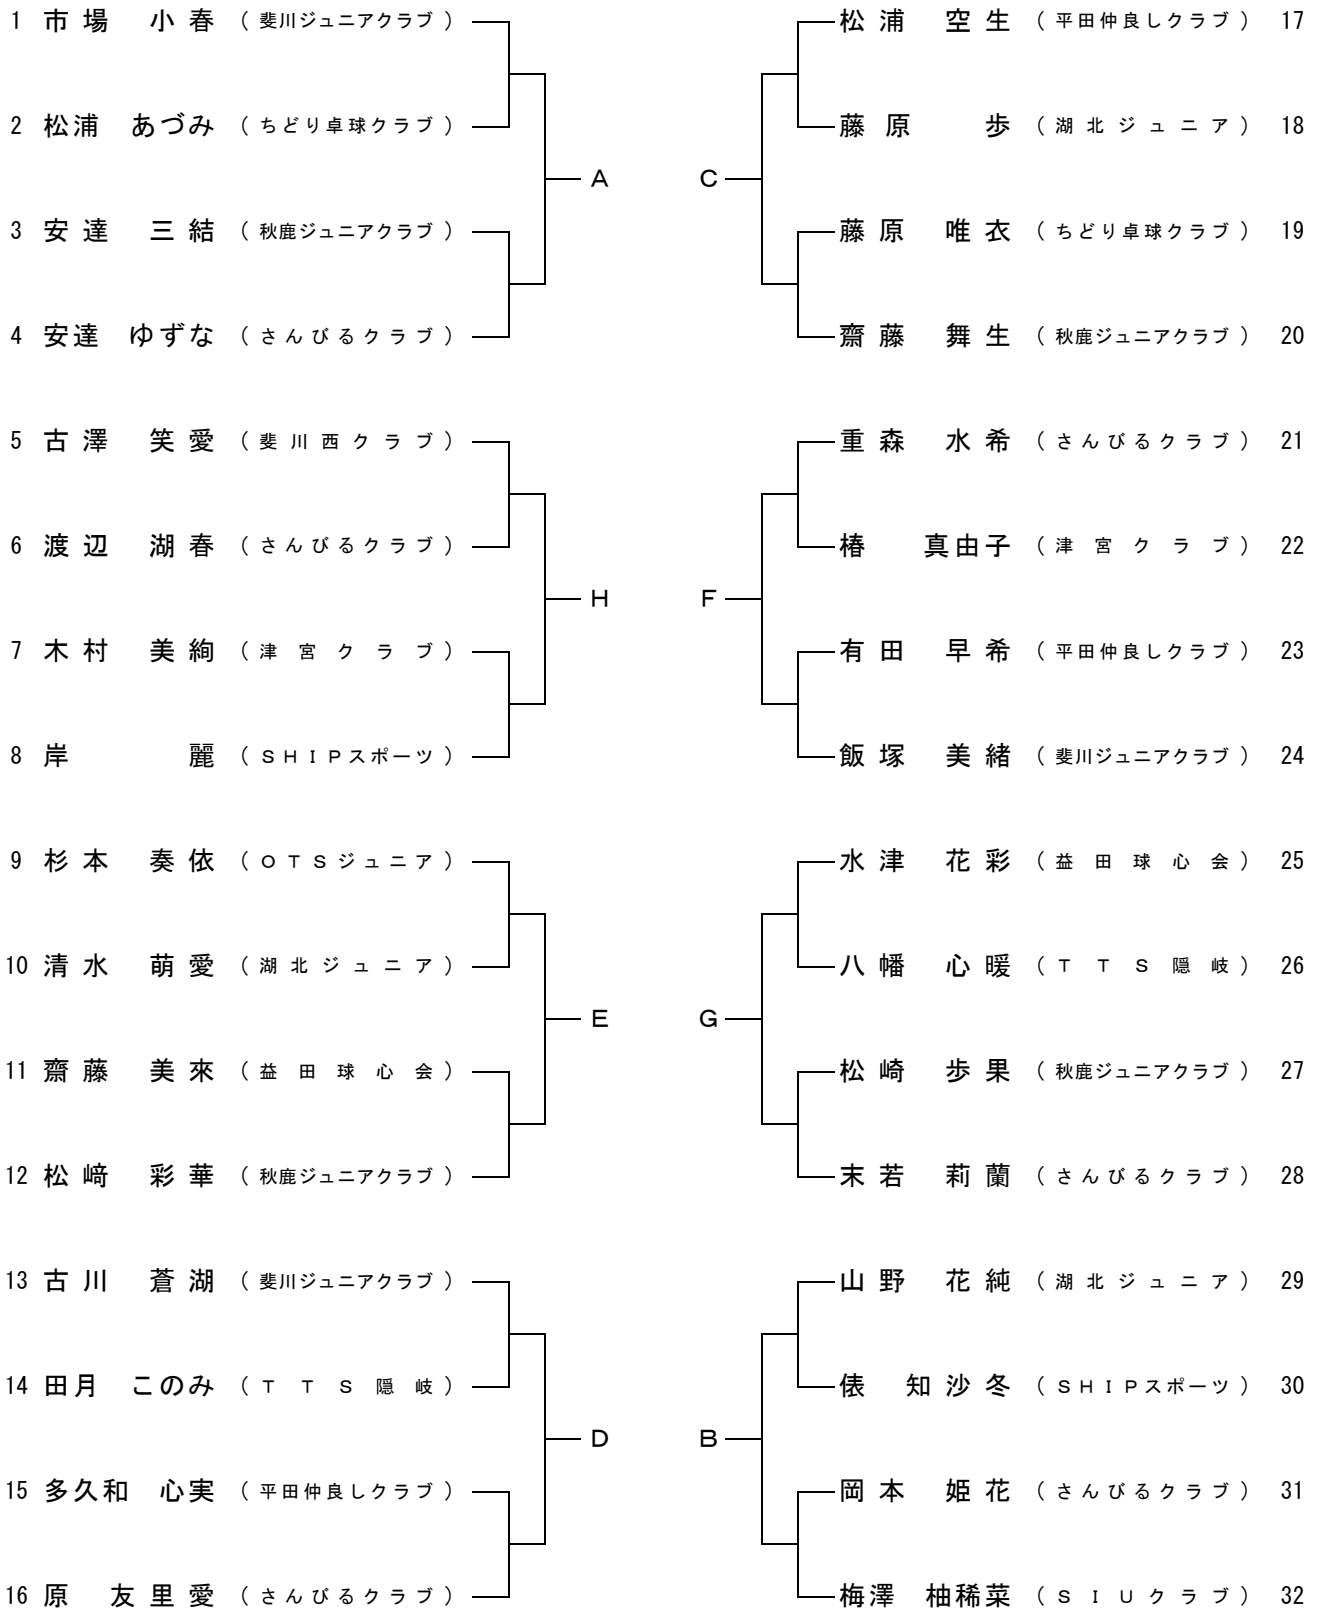 1 市場 小春 （斐川ジュニアクラブ）
2 松浦 あづみ （ちどり卓球クラブ）
A
3 安達 三結 （秋鹿ジュニアクラブ）
4 安達 ゆずな （さんびるクラブ）
5 古澤 笑愛 （斐川西クラブ）
6 渡辺 湖春 （さんびるクラブ）
H
7 木村 美絢 （津宮クラブ）
8 岸 麗 （ＳＨＩＰスポーツ）
9 杉本 奏依 （ＯＴＳジュニア）
10 清水 萌愛 （湖北ジュニア）
E
11 齋藤 美來 （益田球心会）
12 松﨑 彩華 （秋鹿ジュニアクラブ）
13 古川 蒼湖 （斐川ジュニアクラブ）
14 田月 このみ （ＴＴＳ隠岐）
D
15 多久和 心実 （平田仲良しクラブ）
16 原 友里愛 （さんびるクラブ）
松浦 空生 （平田仲良しクラブ） 17
藤原 歩 （湖北ジュニア） 18
C
藤原 唯衣 （ちどり卓球クラブ） 19
齋藤 舞生 （秋鹿ジュニアクラブ） 20
重森 水希 （さんびるクラブ） 21
椿 真由子 （津宮クラブ） 22
F
有田 早希 （平田仲良しクラブ） 23
飯塚 美緒 （斐川ジュニアクラブ） 24
水津 花彩 （益田球心会） 25
八幡 心暖 （ＴＴＳ隠岐） 26
G
松崎 歩果 （秋鹿ジュニアクラブ） 27
末若 莉蘭 （さんびるクラブ） 28
山野 花純 （湖北ジュニア） 29
俵 知沙冬 （ＳＨＩＰスポーツ） 30
B
岡本 姫花 （さんびるクラブ） 31
梅澤 柚稀菜 （ＳＩＵクラブ） 32